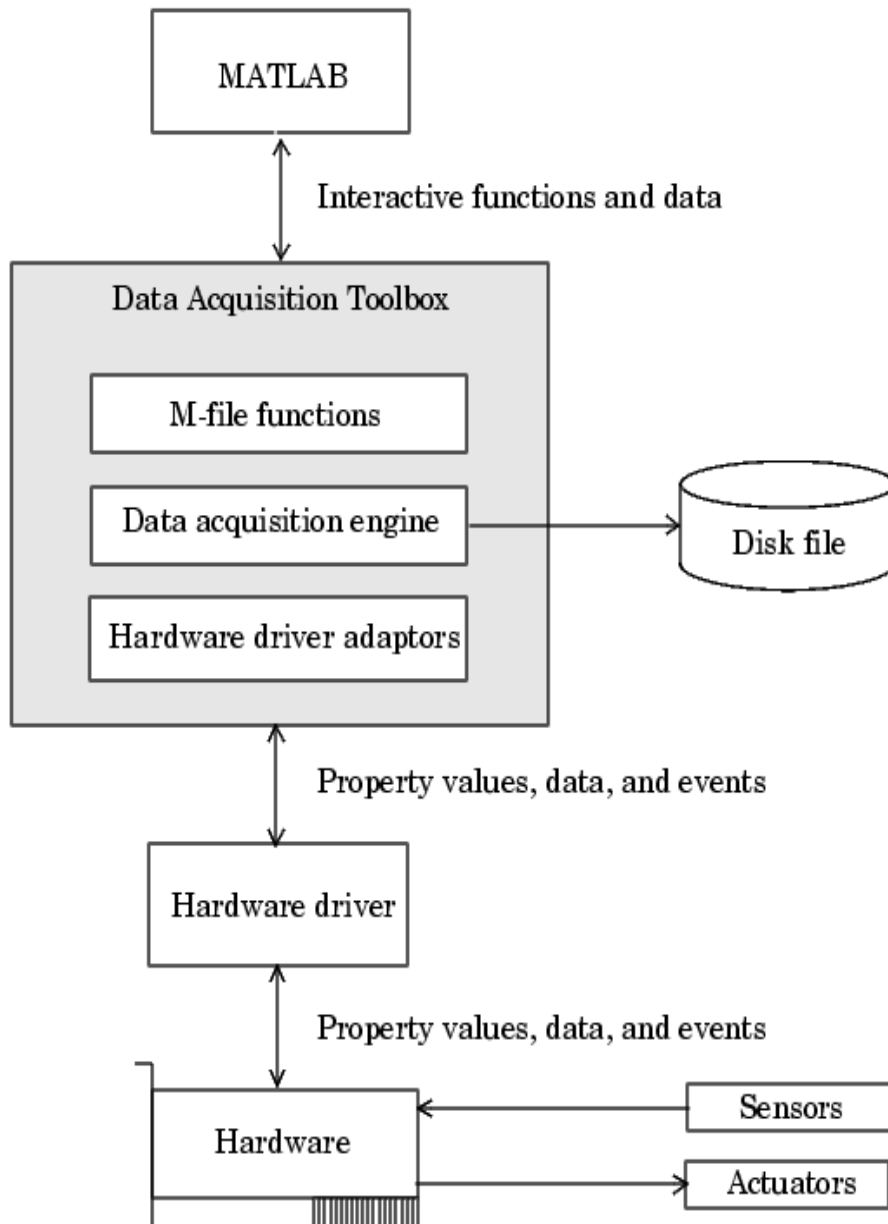 MATLAB
Interactive functions and data
Data Acquisition Toolbox
M-file functions
Data acquisition engine
Disk file
Hardware driver adaptors
Property values, data, and events
Hardware driver
Property values, data, and events
Sensors
Hardware
Actuators